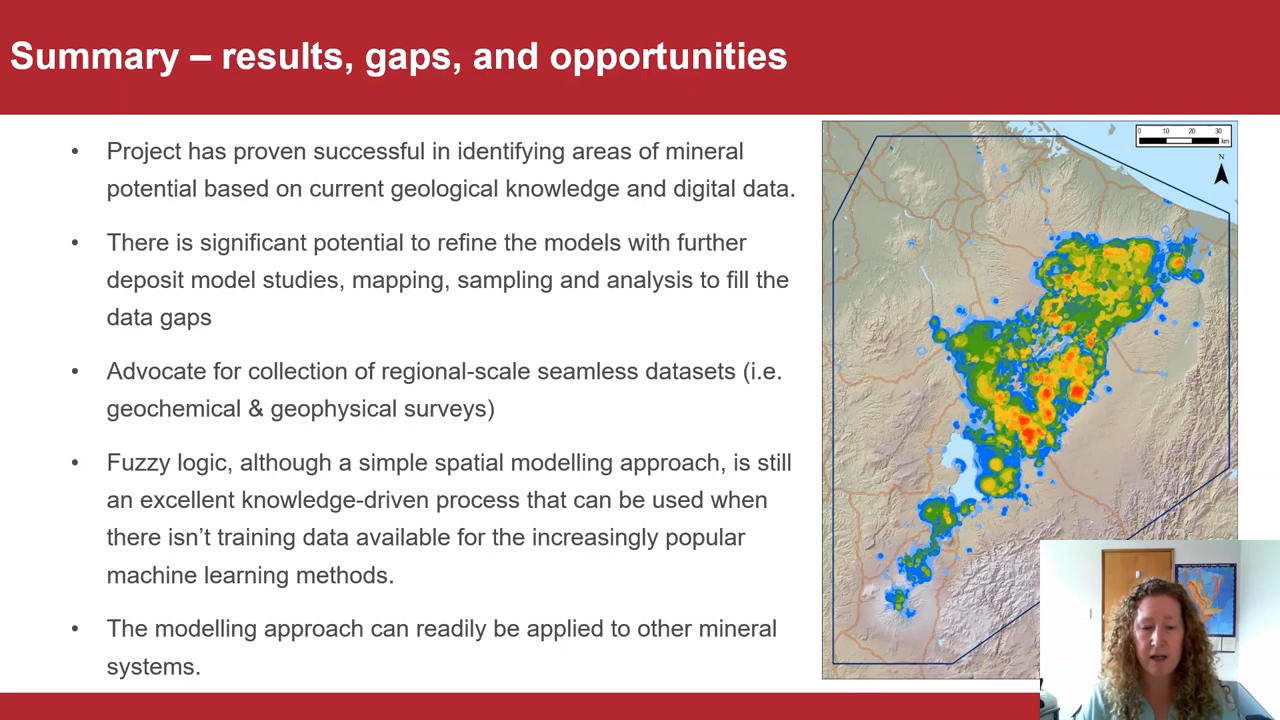 Summary – results, gaps, and opportunities
• Project has proven successful in identifying areas of mineral
potential based on current geological knowledge and digital data.
• There is significant potential to refine the models with further
deposit model studies, mapping, sampling and analysis to fill the
data gaps
• Advocate for collection of regional-scale seamless datasets (i.e.
geochemical & geophysical surveys)
• Fuzzy logic, although a simple spatial modelling approach, is still
an excellent knowledge-driven process that can be used when
there isn’t training data available for the increasingly popular
machine learning methods.
• The modelling approach can readily be applied to other mineral
systems.
0 10 20 30
km
N